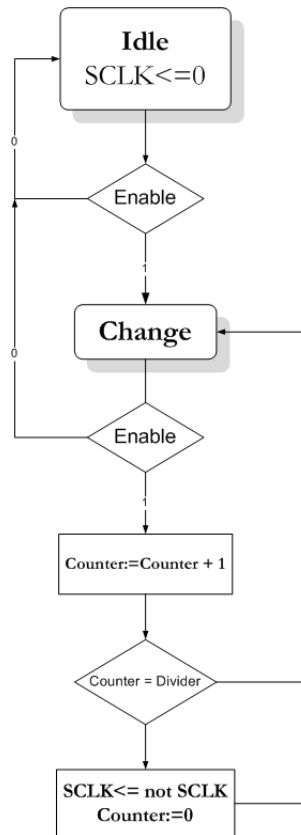 Idle
SCLK<=0
0
Enable
1
Change
0
Enable
1
Counter:=Counter + 1
Counter = Divider
SCLK<= not SCLK
Counter:=0